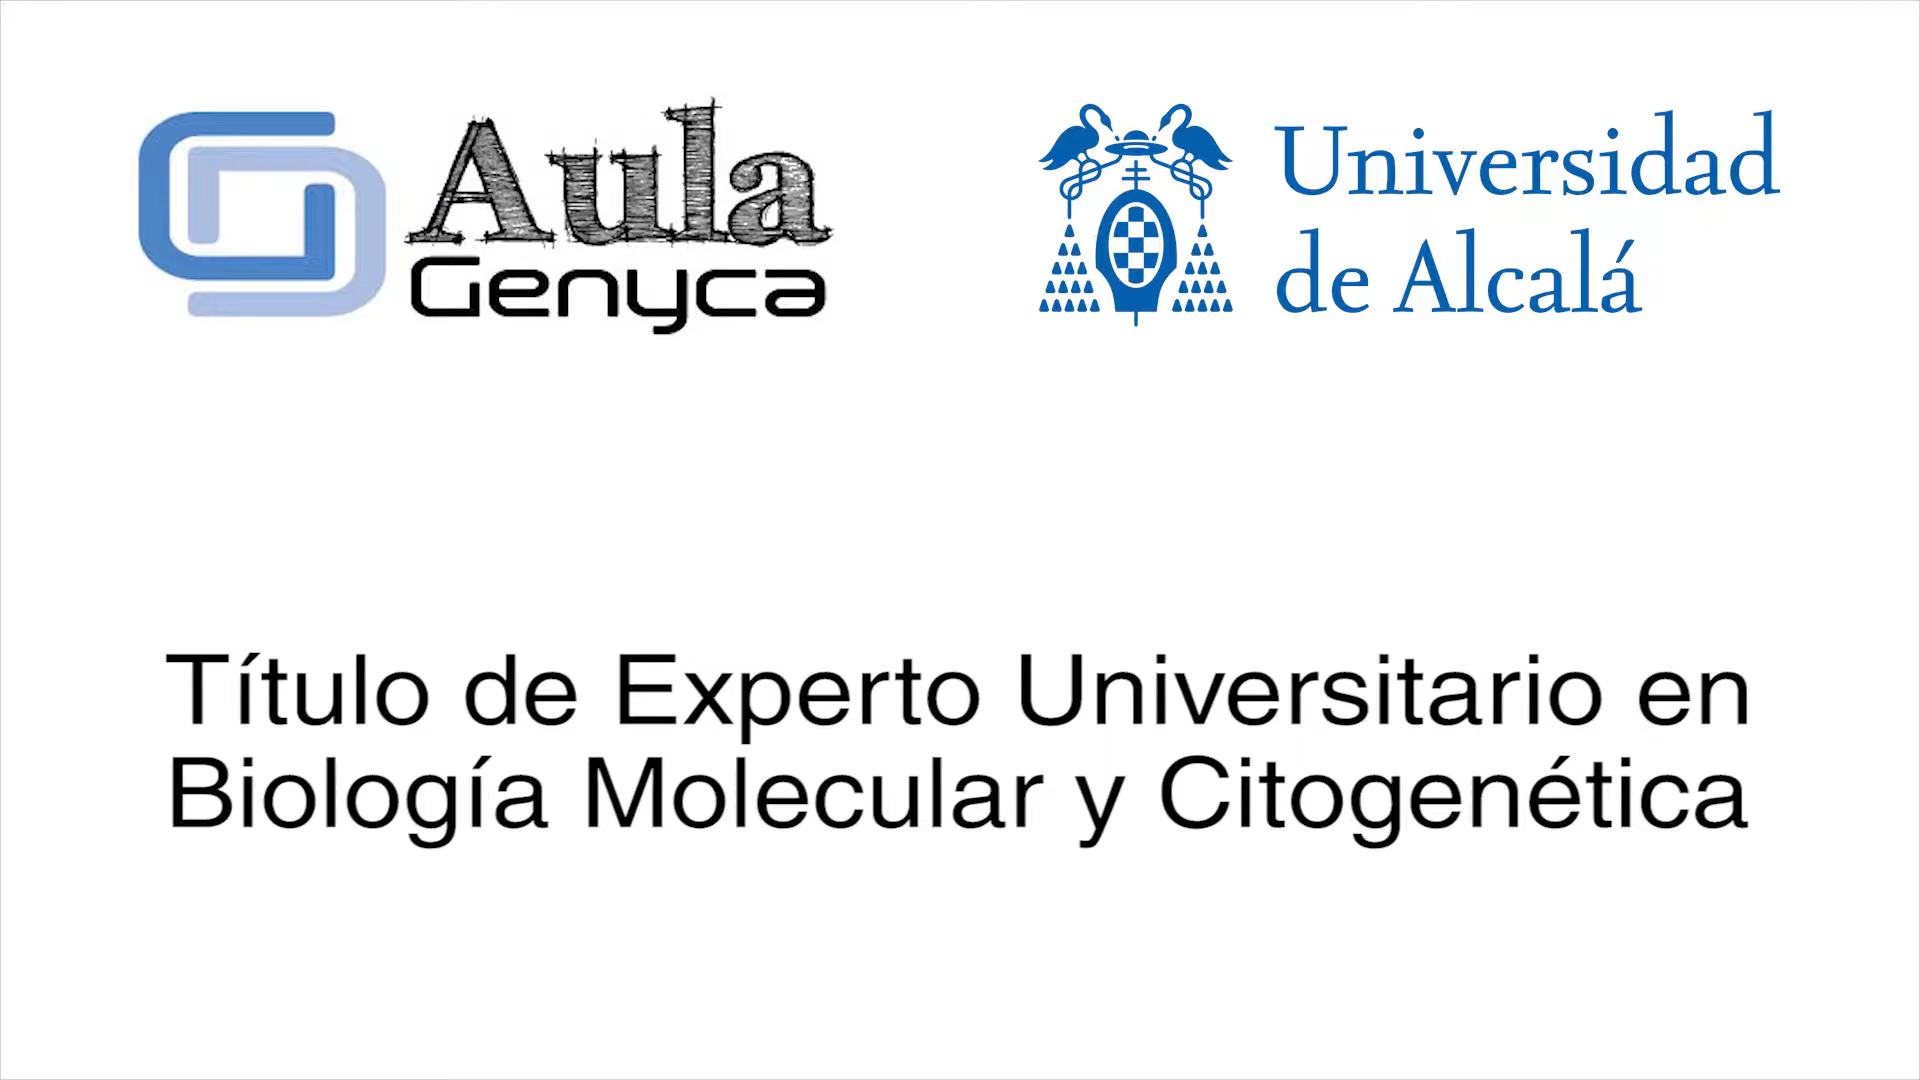 Aula
Genyca
Universidad
de Alcalá
Título de Experto Universitario en
Biología Molecular y Citogenética